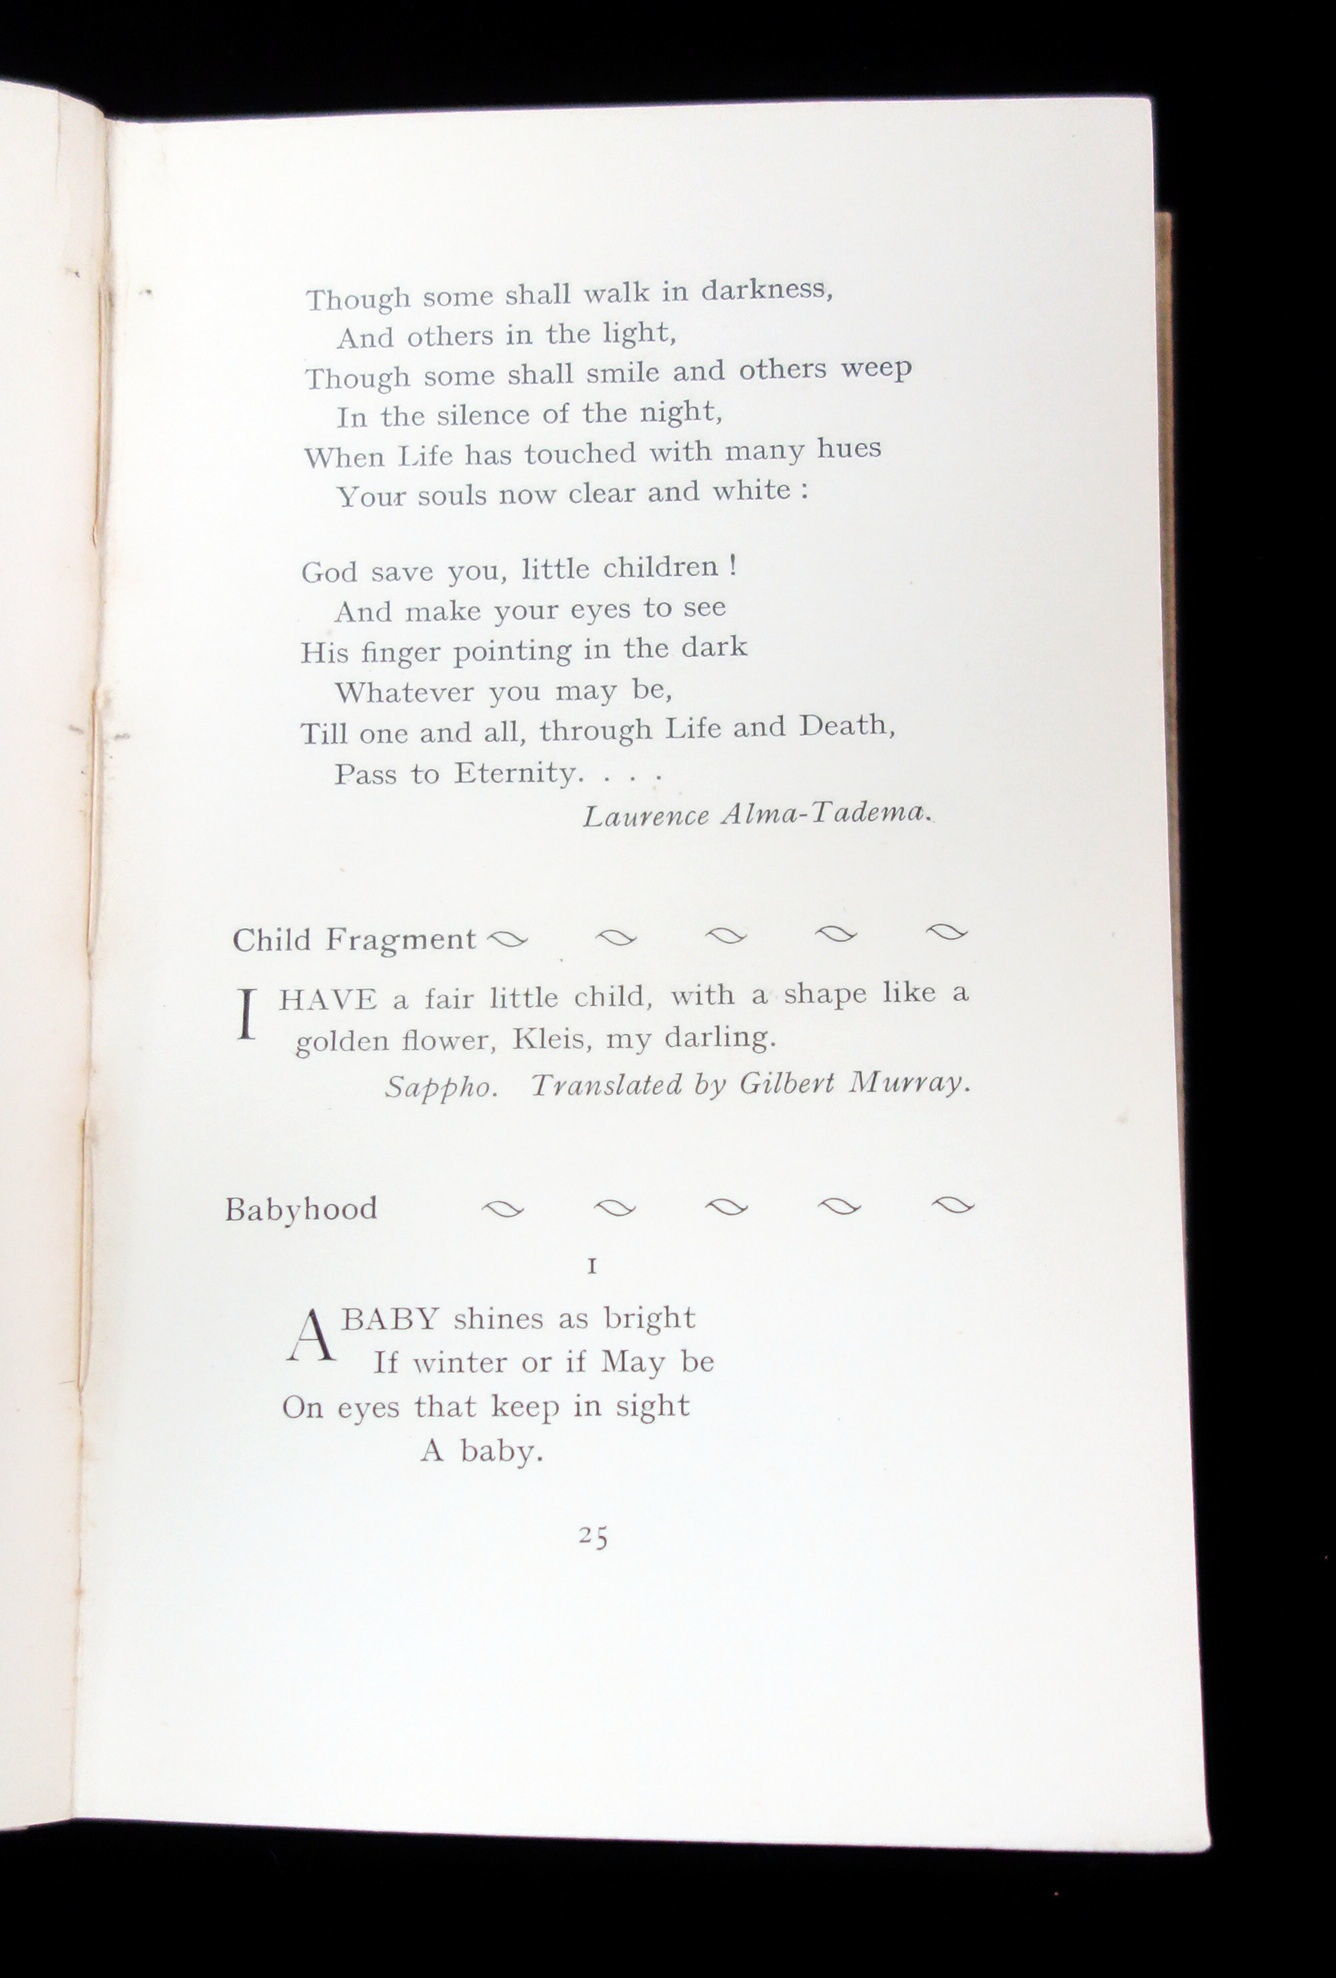 Though some shall walk in darkness,
And others in the light,
Though some shall smile and others weep
In the silence of the night,
When Life has touched with many hues
Your souls now clear and white :
God save you, little children !
And make your eyes to see
His finger pointing in the dark
Whatever you may be,
Till one and all, through Life and Death,
Pass to Eternity. . . .
Laurence Alma-Tadema.
Child Fragment
I HAVE a fair little child, with a shape like a
golden flower, Kleis, my darling.
Sappho. Translated by Gilbert Murray.
Babyhood
I
A BABY shines as bright
If winter or if May be
On eyes that keep in sight
A baby.
25